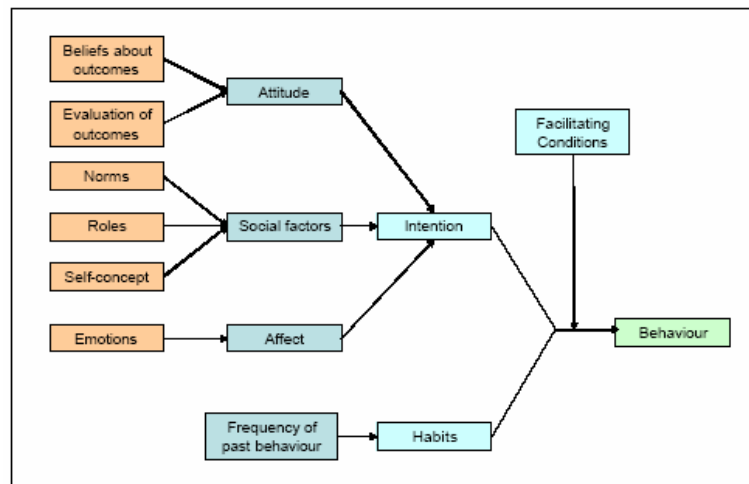 Beliefs about
outcomes
Evaluation of
outcomes
Attitude
Norms
Roles
Self-concept
Social factors
Emotions
Affect
Intention
Frequency of
past behaviour
Habits
Facilitating
Conditions
Behaviour